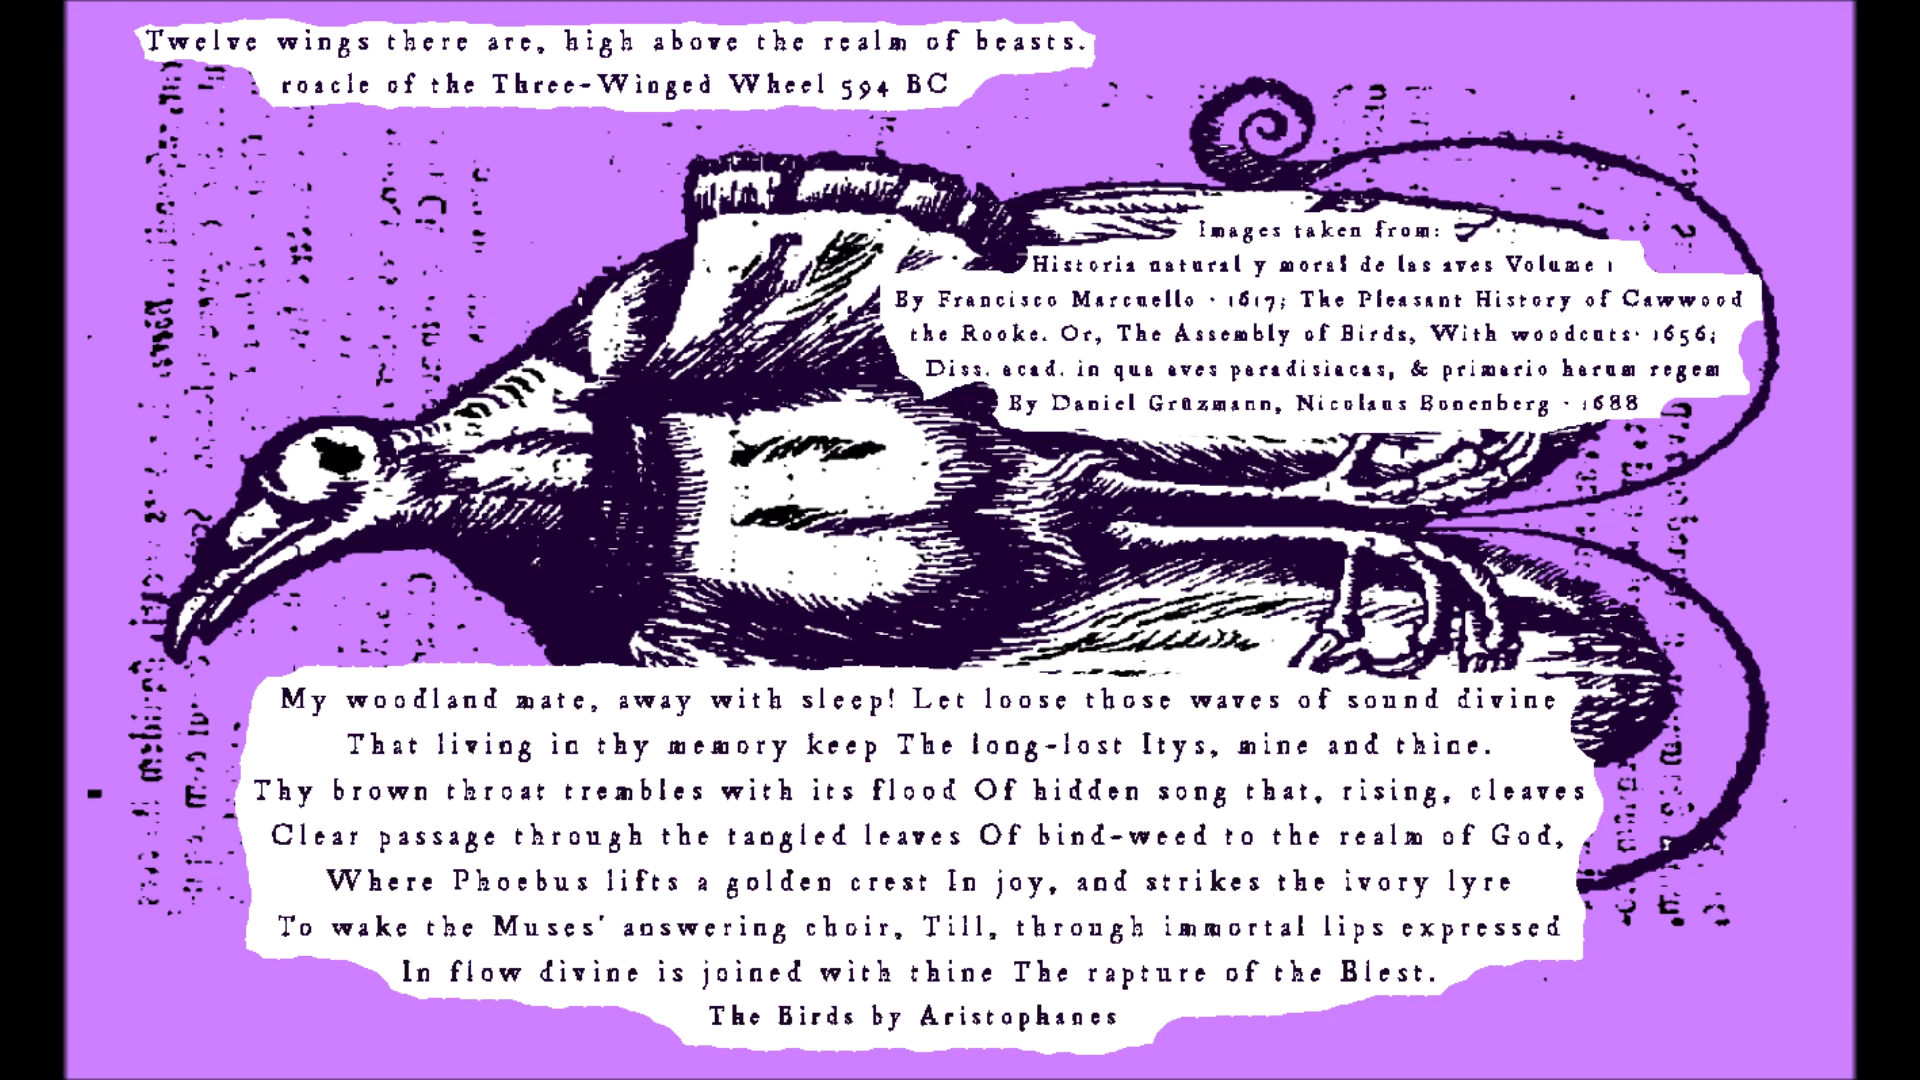 Twelve wings there are, high above the realm of beasts.
roacle of the Three-Winged Wheel 594 BC
Images taken from:
Historia natural y moral de las aves Volume 1
By Francisco Marcuello · 1617; The Pleasant History of Cawwood
the Rooke. Or, The Assembly of Birds, With woodcuts· 1656;
Diss. acad. in qua aves paradisiacas, & primario harum regem
By Daniel Grüzmann, Nicolaus Bonenberg · 1688
My woodland mate, away with sleep! Let loose those waves of sound divine
That living in thy memory keep The long-lost Itys, mine and thine.
Thy brown throat trembles with its flood Of hidden song that, rising, cleaves
Clear passage through the tangled leaves Of bind-weed to the realm of God,
Where Phoebus lifts a golden crest In joy, and strikes the ivory lyre
To wake the Muses' answering choir, Till, through immortal lips expressed
In flow divine is joined with thine The rapture of the Blest.
The Birds by Aristophanes